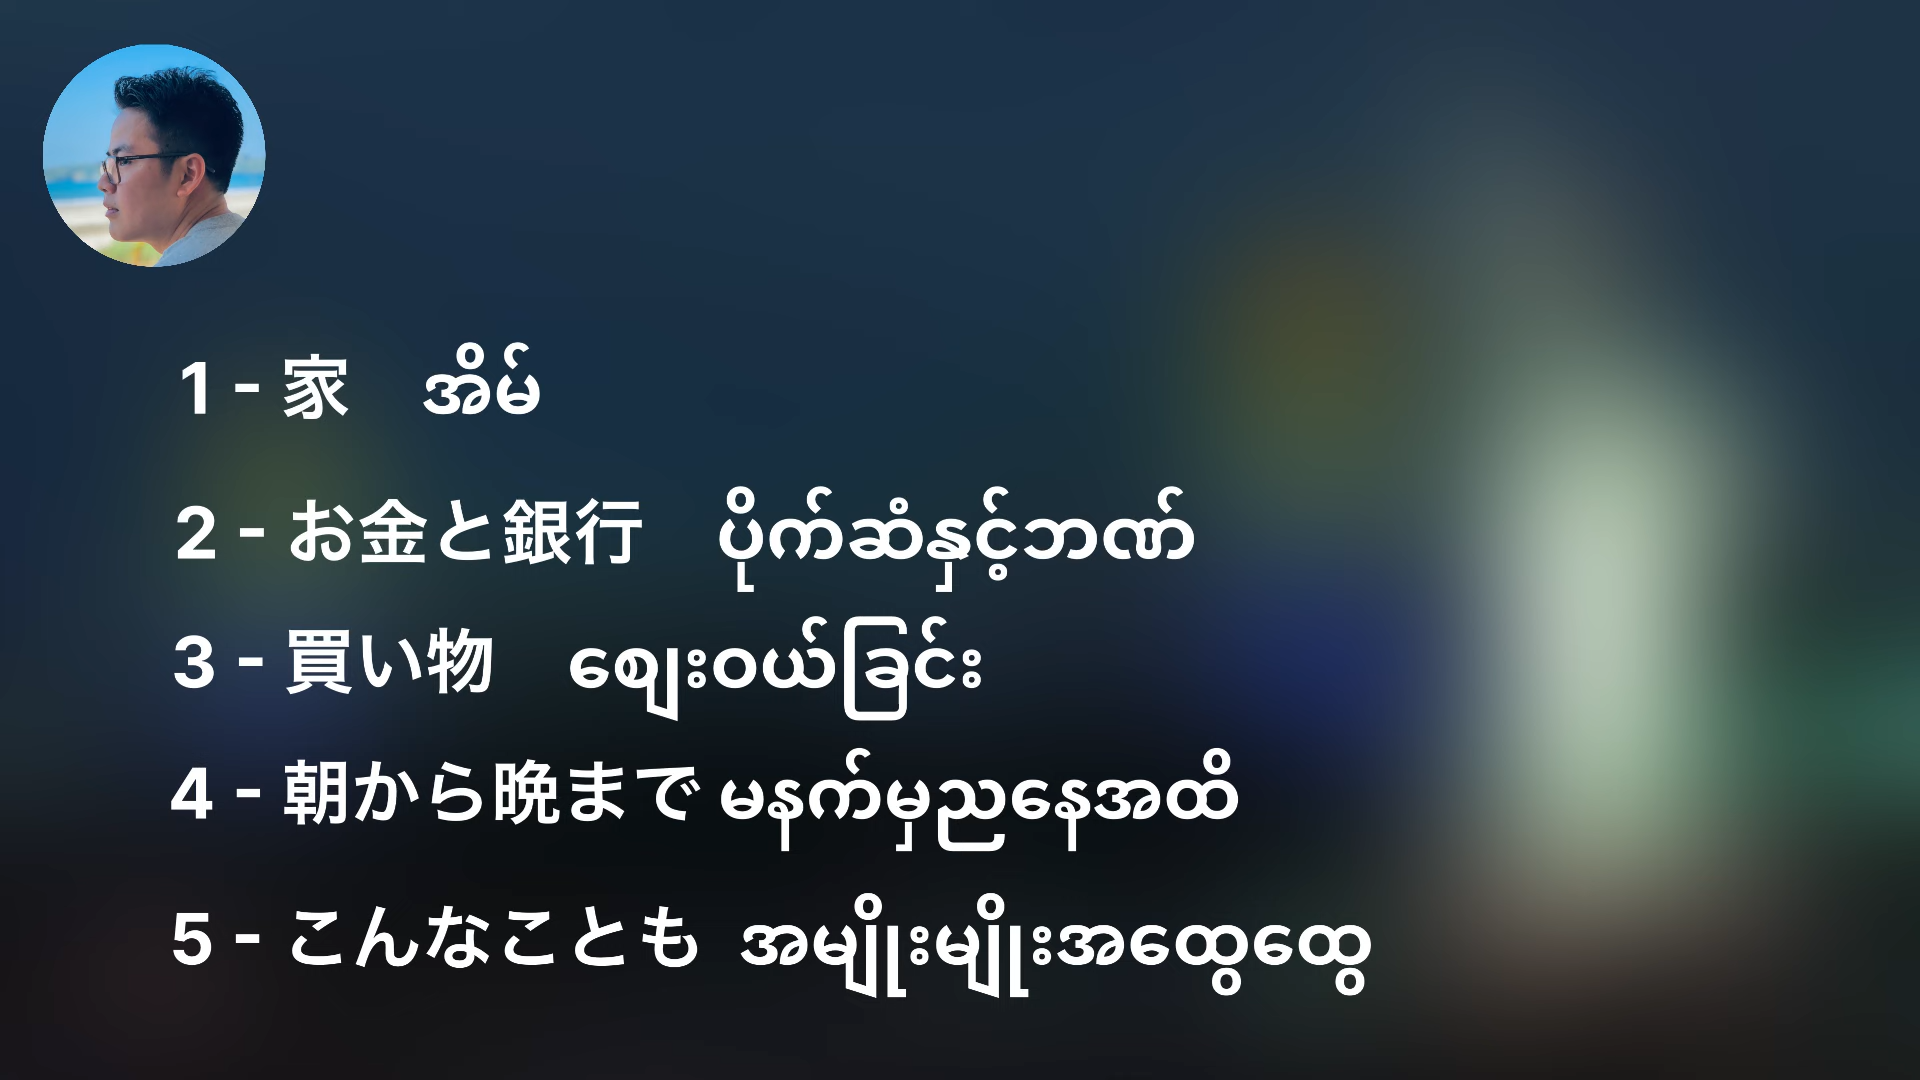 1 - 家　အိမ်
2 - お金と銀行　ပိုက်ဆံနှင့်ဘဏ်
3 - 買い物　ဈေးဝယ်ခြင်း
4 - 朝から晩まで မနက်မှညနေအထိ
5 - こんなことも အမျိုးမျိုးအထွေထွေ